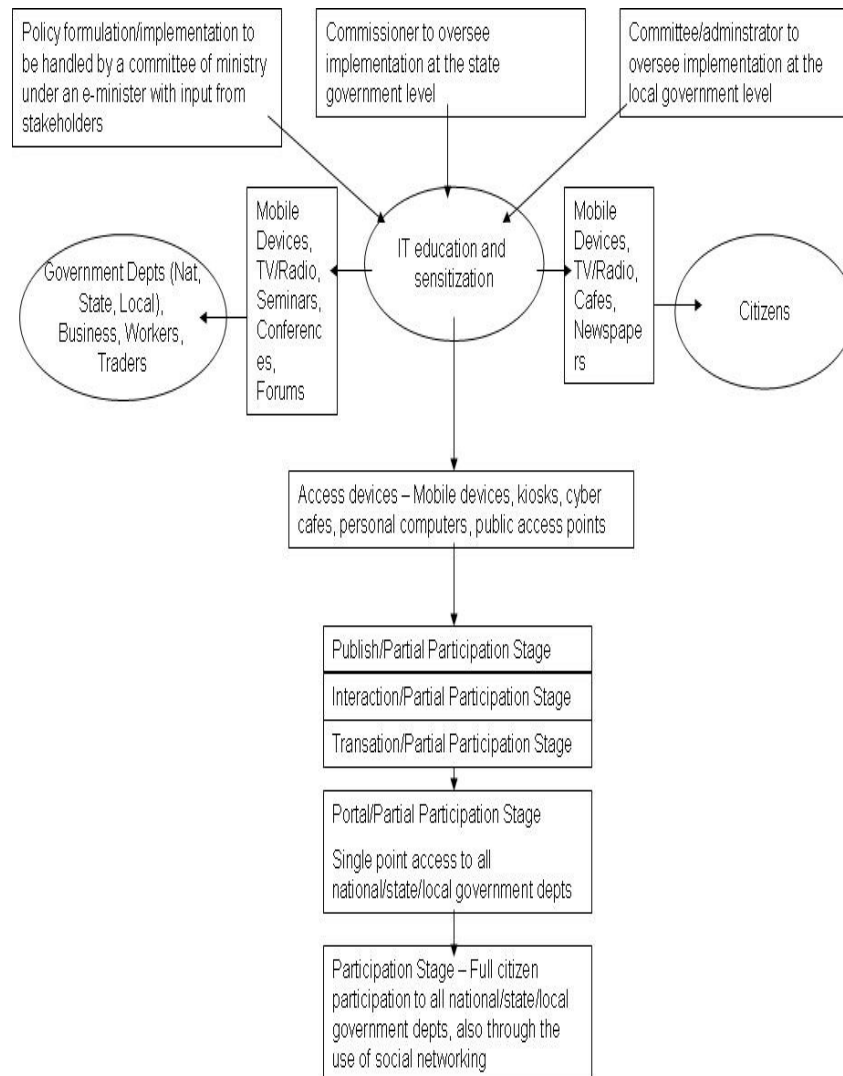 Policy formulation/implementation to
be handled by a committee of ministry
under an e-minister with input from
stakeholders
Commissioner to oversee
implementation at the state
government level
Committee/adminstrator to
oversee implementation at the
local government level
Government Depts (Nat,
State, Local),
Business, Workers,
Traders
Mobile
Devices,
TV/Radio,
Seminars,
Conferenc
es,
Forums
IT education and
sensitization
Mobile
Devices,
TV/Radio,
Cafes,
Newspape
rs
Citizens
Access devices – Mobile devices, kiosks, cyber
cafes, personal computers, public access points
Publish/Partial Participation Stage
Interaction/Partial Participation Stage
Transation/Partial Participation Stage
Portal/Partial Participation Stage
Single point access to all
national/state/local government depts
Participation Stage – Full citizen
participation to all national/state/local
government depts, also through the
use of social networking